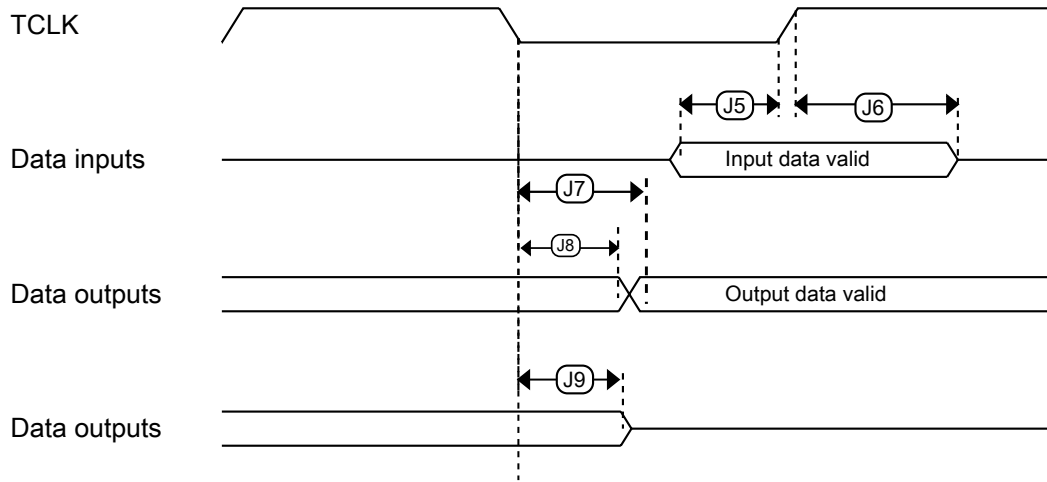 TCLK
J5
J6
Data inputs
Input data valid
J7
J8
Data outputs
Output data valid
J9
Data outputs